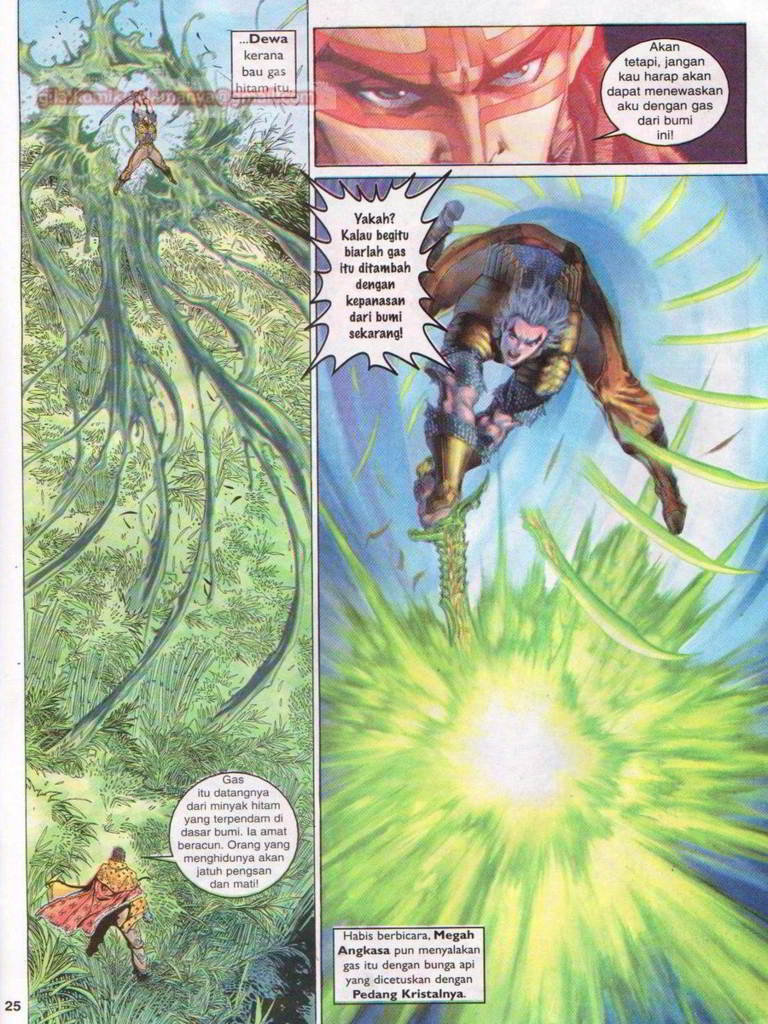 ...Dewa
kerana
bau gas
hitam itu.
Gas
itu datangnya
dari minyak hitam
yang terpendam di
dasar bumi. Ia amat
beracun. Orang yang
menghidunya akan
jatuh pengsan
dan mati!
Akan
tetapi, jangan
kau harap akan
dapat menewaskan
aku dengan gas
dari bumi
ini!
Yakah?
Kalau begitu
biarlah gas
itu ditambah
dengan
kepanasan
dari bumi
sekarang!
Habis berbicara, Megah
Angkasa pun menyalakan
gas itu dengan bunga api
yang dicetuskan dengan
Pedang Kristalnya.
25